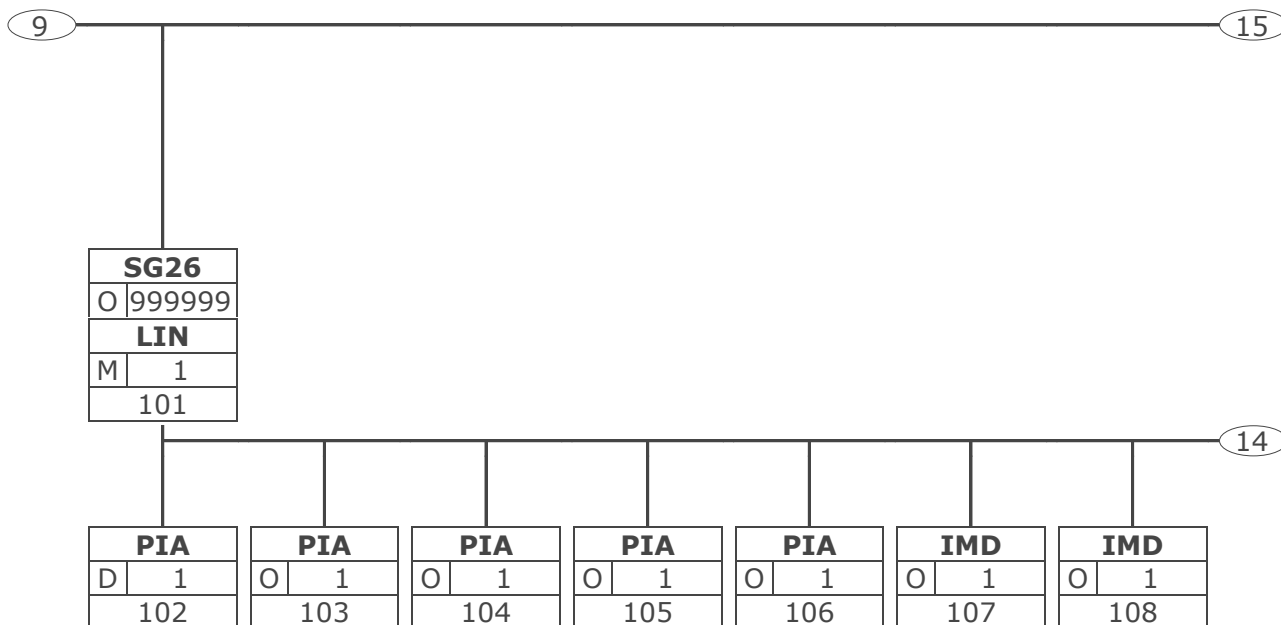 9 15
SG26
O 999999
LIN
M 1
101
14
PIA PIA PIA PIA PIA IMD IMD
D 1 O 1 O 1 O 1 O 1 O 1 O 1
102 103 104 105 106 107 108